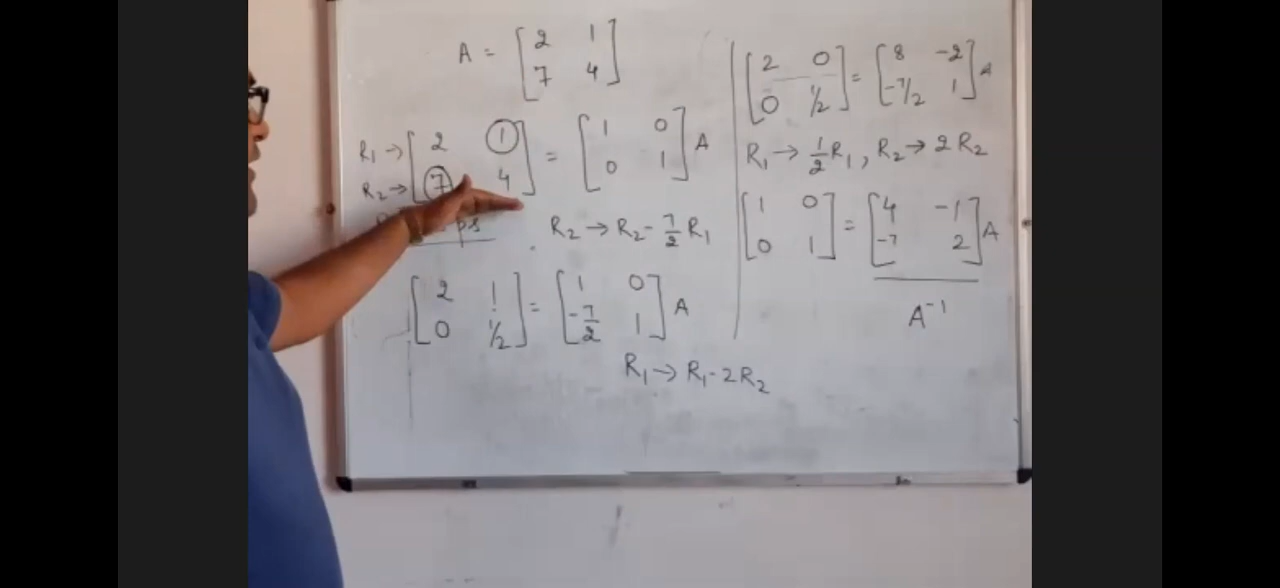 A = [2 1
7 4]
R1 → [2 1
R2 → 7 4] = [1 0
0 1] A
R2 → R2 - 7/2 R1
[2 1
0 1/2] = [1 0
-7/2 1] A
R1 → R1 - 2R2
[2 0
0 1/2] = [8 -2
-7/2 1] A
R1 → 1/2 R1, R2 → 2R2
[1 0
0 1] = [4 -1
-7 2] A
A^-1